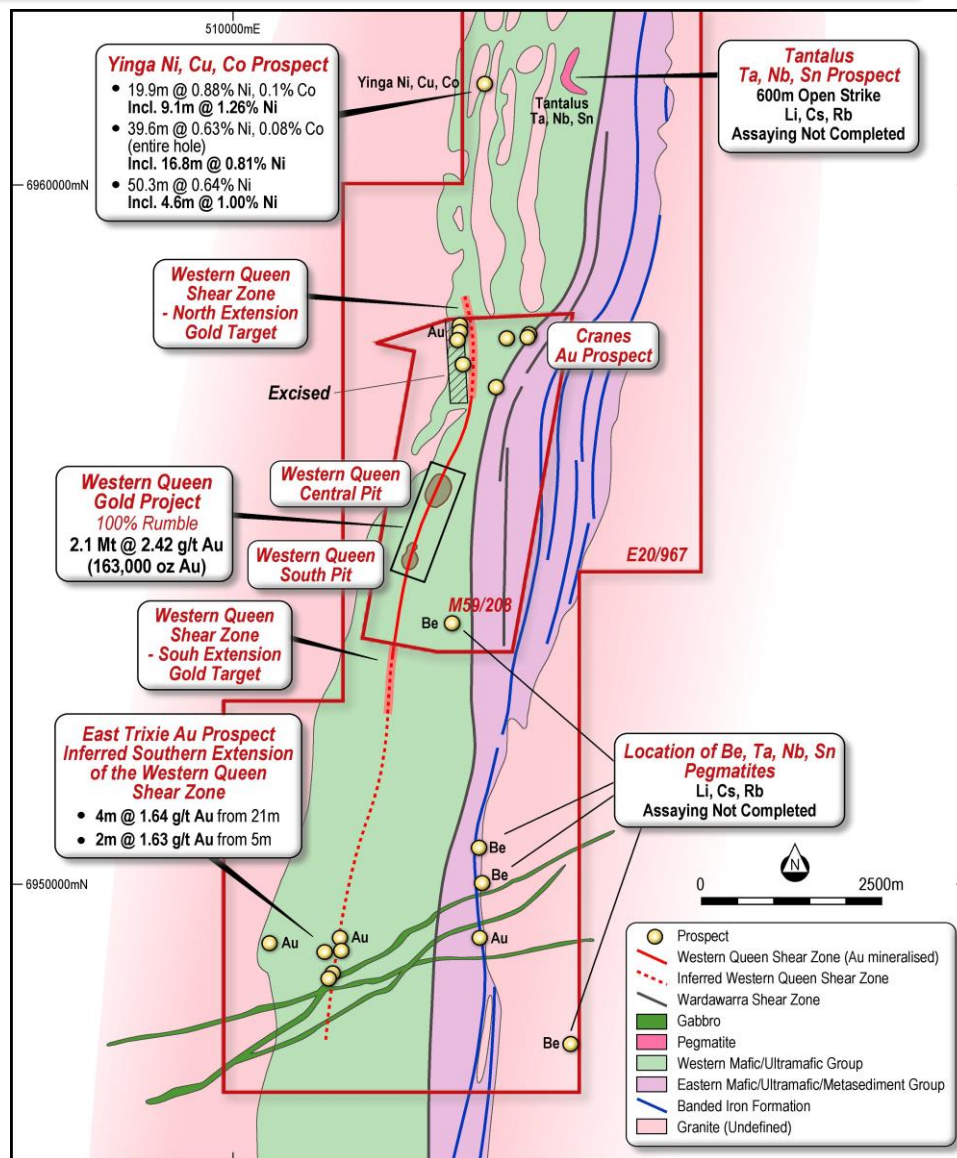 510000mE
Yinga Ni, Cu, Co Prospect
• 19.9m @ 0.88% Ni, 0.1% Co
Incl. 9.1m @ 1.26% Ni
• 39.6m @ 0.63% Ni, 0.08% Co
(entire hole)
Incl. 16.8m @ 0.81% Ni
• 50.3m @ 0.64% Ni
Incl. 4.6m @ 1.00% Ni
Yinga Ni, Cu, Co
Tantalus
Ta, Nb, Sn
Tantalus
Ta, Nb, Sn Prospect
600m Open Strike
Li, Cs, Rb
Assaying Not Completed
6960000mN
Western Queen
Shear Zone
- North Extension
Gold Target
Au
Cranes
Au Prospect
Excised
Western Queen
Central Pit
Western Queen
Gold Project
100% Rumble
2.1 Mt @ 2.42 g/t Au
(163,000 oz Au)
Western Queen
South Pit
E20/967
M59/208
Be
Western Queen
Shear Zone
- Souh Extension
Gold Target
East Trixie Au Prospect
Inferred Southern Extension
of the Western Queen
Shear Zone
• 4m @ 1.64 g/t Au from 21m
• 2m @ 1.63 g/t Au from 5m
Location of Be, Ta, Nb, Sn
Pegmatites
Li, Cs, Rb
Assaying Not Completed
Be
Be
6950000mN
N
0
2500m
Au
Au
Au
Be
Prospect
Western Queen Shear Zone (Au mineralised)
Inferred Western Queen Shear Zone
Wardawarra Shear Zone
Gabbro
Pegmatite
Western Mafic/Ultramafic Group
Eastern Mafic/Ultramafic/Metasediment Group
Banded Iron Formation
Granite (Undefined)